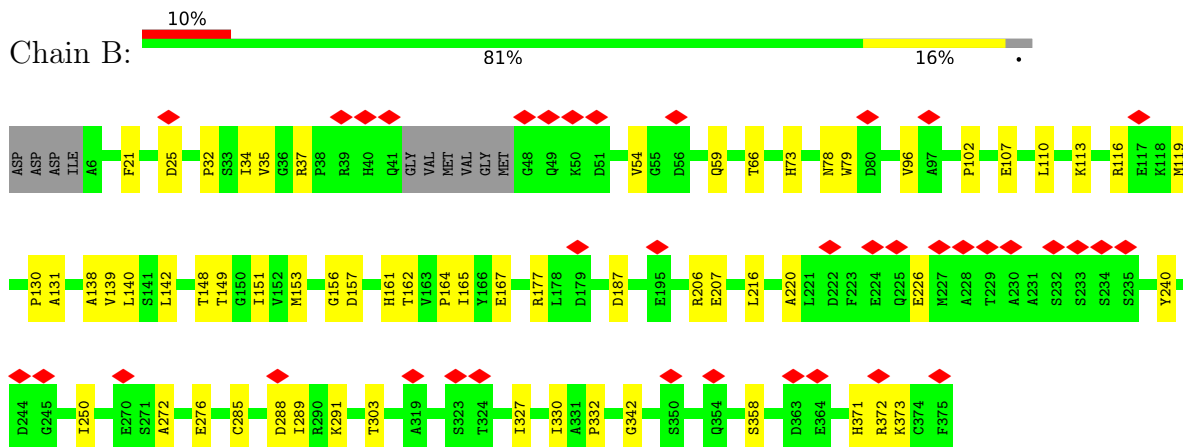 10%
Chain B:
81% 16% •
ASP ASP ASP ILE A6 F21 D25 P32 S33 I34 V35 G36 R37 P38 R39 H40 Q41 GLY VAL MET VAL GLY MET G48 Q49 K50 D51 V54 G55 D56 Q59 T66 H73 N78 W79 D80 V96 A97 P102 E107 L110 K113 R116 E117 K118 M119
P130 A131 A138 V139 L140 S141 L142 T148 T149 G150 I151 V152 M153 G156 D157 H161 T162 V163 P164 I165 Y166 E167 R177 L178 D179 D187 E195 R206 E207 L216 A220 L221 D222 F223 E224 Q225 E226 M227 A228 T229 A230 A231 S232 S233 S234 S235 Y240
D244 G245 I250 E270 S271 A272 E276 C285 D288 I289 R290 K291 T303 A319 S323 T324 I327 I330 A331 P332 G342 S350 Q354 S358 D363 E364 H371 R372 K373 C374 F375